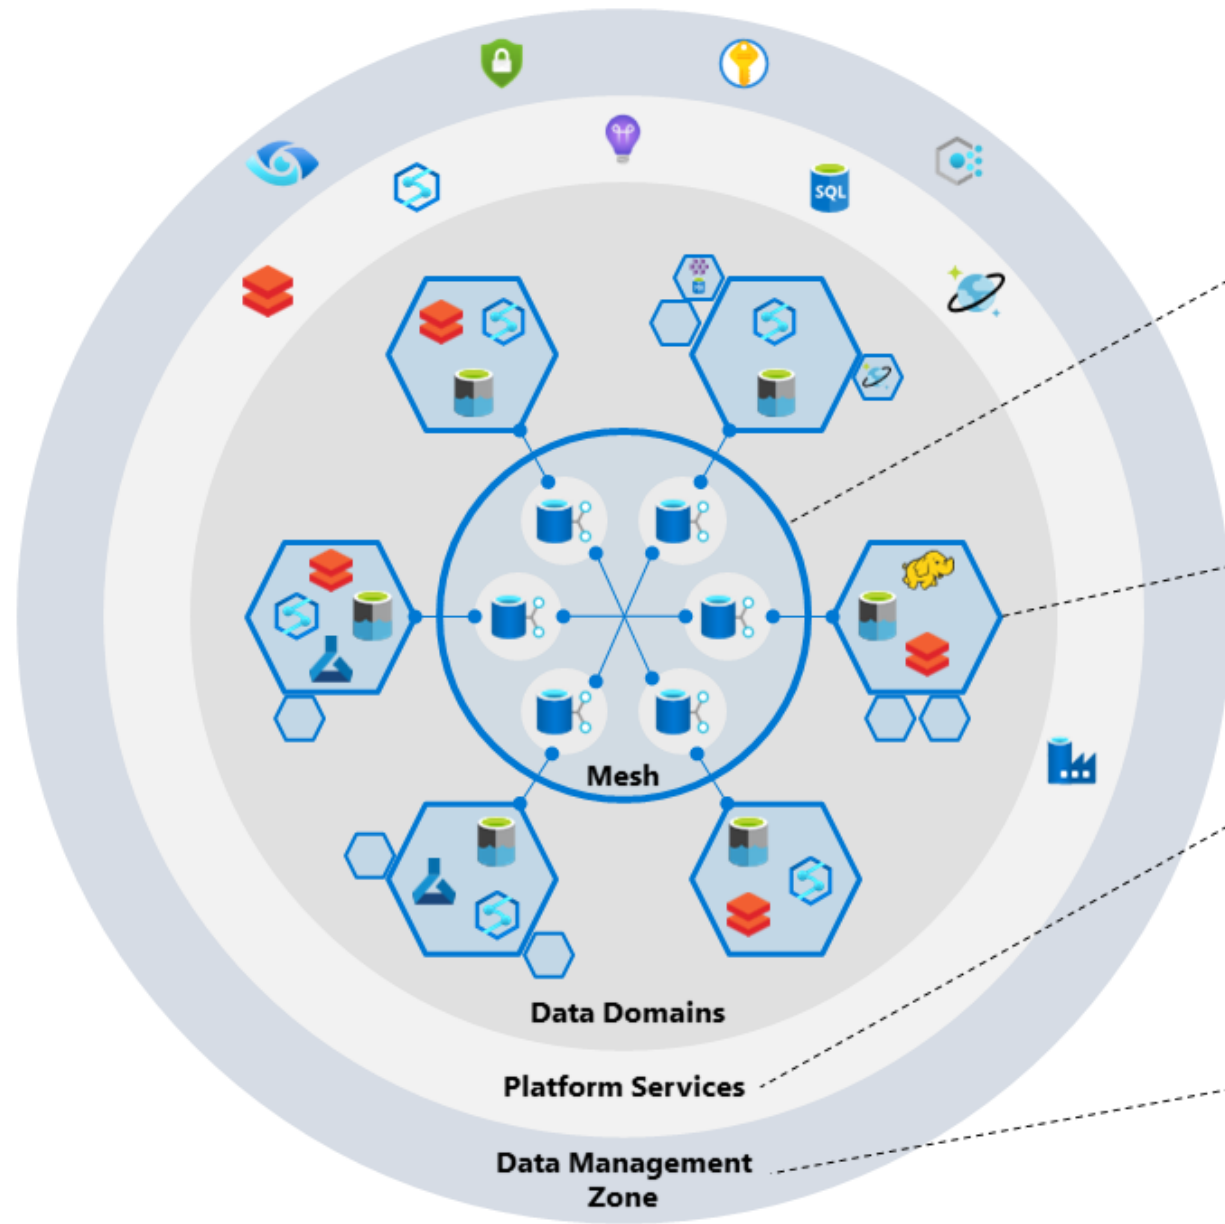 SQL
Mesh
Data Domains
Platform Services
Data Management
Zone